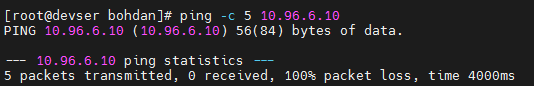 [root@devser bohdan]# ping -c 5 10.96.6.10
PING 10.96.6.10 (10.96.6.10) 56(84) bytes of data.
--- 10.96.6.10 ping statistics ---
5 packets transmitted, 0 received, 100% packet loss, time 4000ms